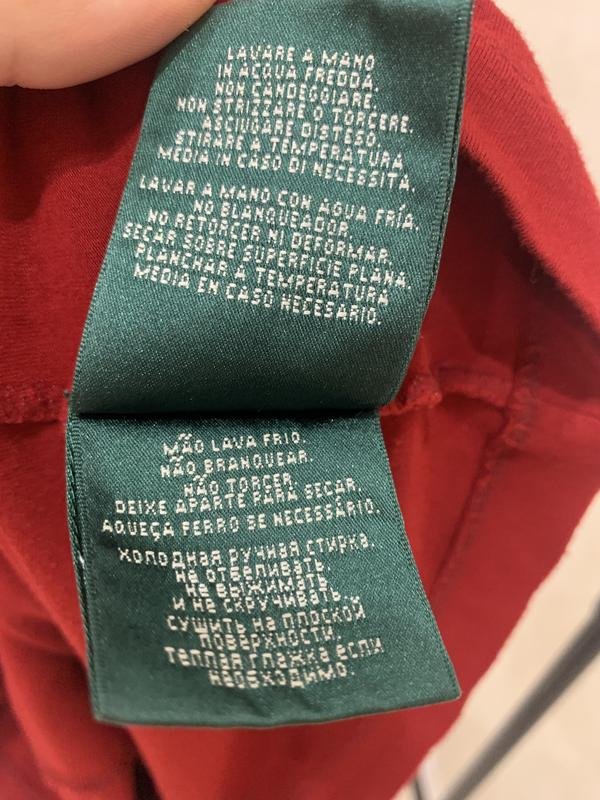 LAVARE A MANO
IN ACQUA FREDDA.
NON CANDEGGIARE.
NON STRIZZARE O TORCERE.
ASCIUGARE DISTESO.
STIRARE A TEMPERATURA
MEDIA IN CASO DI NECESSITÀ.
LAVAR A MANO CON AGUA FRÍA.
NO BLANQUEADOR.
NO RETORCER NI DEFORMAR.
SECAR SOBRE SUPERFICIE PLANA.
PLANCHAR A TEMPERATURA
MEDIA EN CASO NECESARIO.
MÃO LAVA FRIO.
NÃO BRANQUEAR.
NÃO TORCER.
DEIXE APARTE PARA SECAR.
AQUEÇA FERRO SE NECESSÁRIO.
холодная ручная стирка.
не отбеливать.
не выжимать
и не скручивать.
сушить на плоской
поверхности.
теплая глажка если
необходимо.